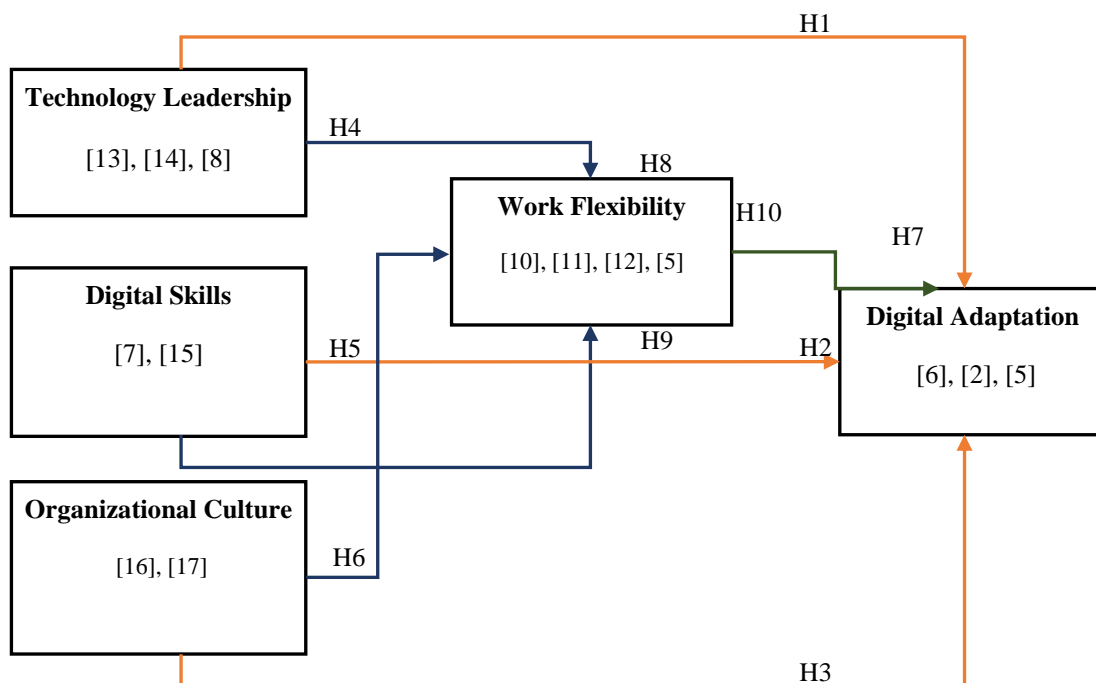 H1
Technology Leadership
[13], [14], [8]
H4
H8
Work Flexibility
[10], [11], [12], [5]
H10
H7
Digital Skills
[7], [15]
H5
H9
H2
Digital Adaptation
[6], [2], [5]
Organizational Culture
[16], [17]
H6
H3